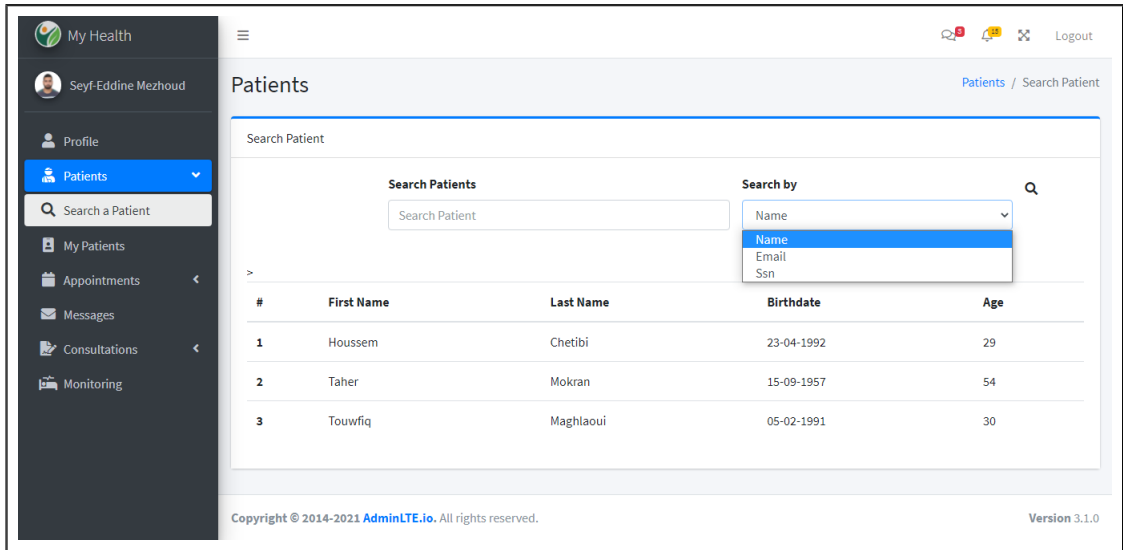 My Health
3
15
Logout
Seyf-Eddine Mezhoud
Patients
Patients / Search Patient
Profile
Patients
Search a Patient
My Patients
Appointments
Messages
Consultations
Monitoring
Search Patient
Search Patients
Search by
Search Patient
Name
Name
Email
Ssn
>
# First Name Last Name Birthdate Age
1 Houssem Chetibi 23-04-1992 29
2 Taher Mokran 15-09-1957 54
3 Touwfiq Maghlaoui 05-02-1991 30
Copyright © 2014-2021 AdminLTE.io. All rights reserved.
Version 3.1.0